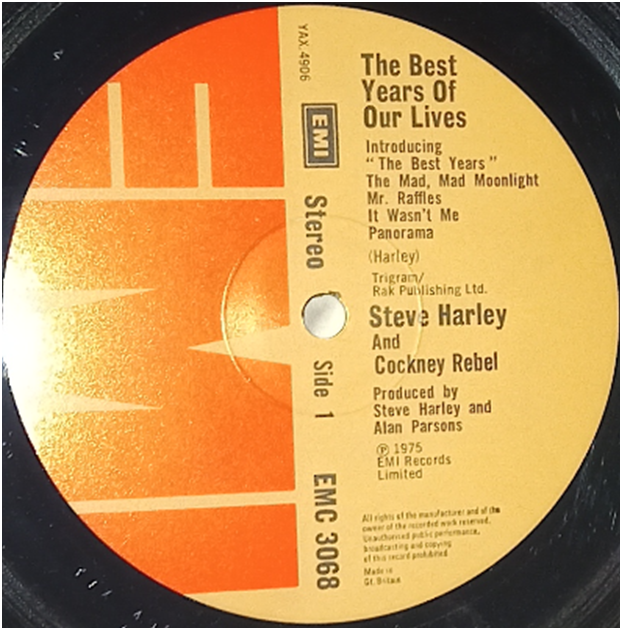 YAX.4906
EMI
Stereo
Side 1
EMC 3068
The Best
Years Of
Our Lives
Introducing
"The Best Years"
The Mad, Mad Moonlight
Mr. Raffles
It Wasn't Me
Panorama
(Harley)
Trigram/
Rak Publishing Ltd.
Steve Harley
And
Cockney Rebel
Produced by
Steve Harley and
Alan Parsons
Ⓟ 1975
EMI Records
Limited
All rights of the manufacturer and of the
owner of the recorded work reserved.
Unauthorised public performance,
broadcasting and copying
of this record prohibited
Made in
Gt. Britain
EMI